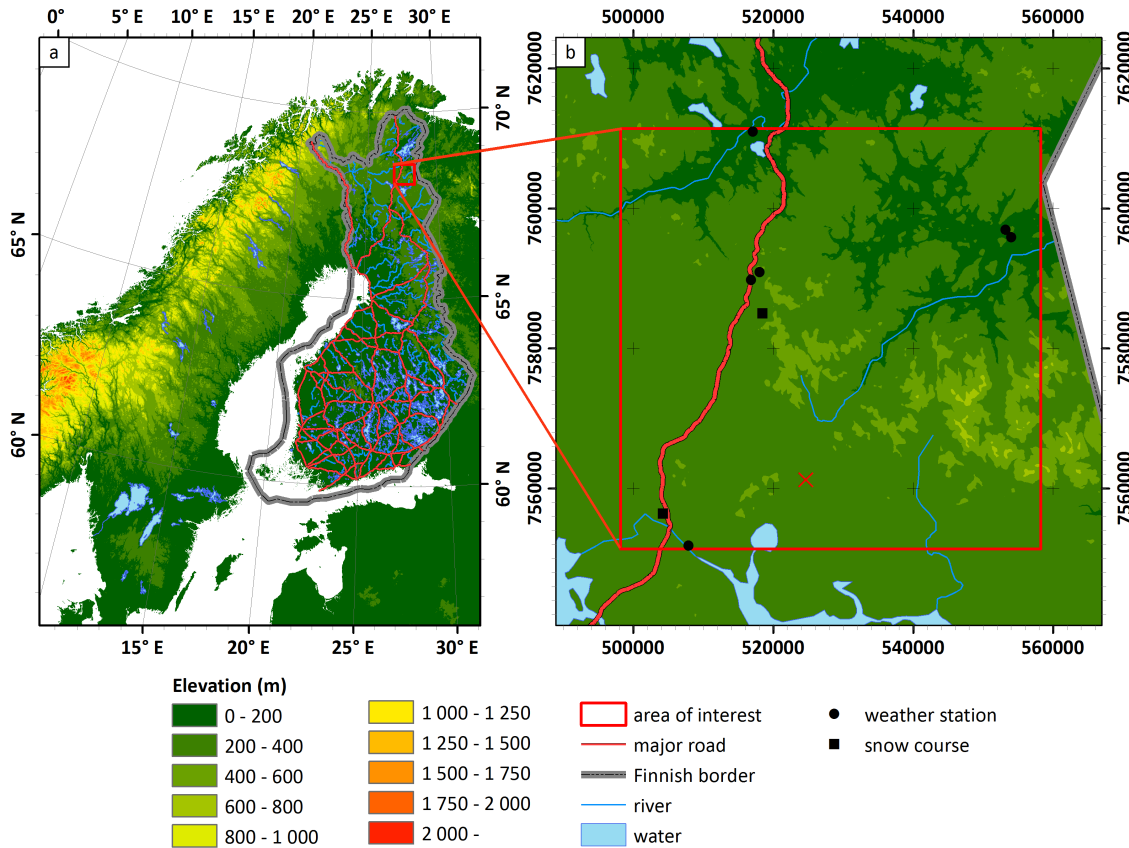 0° 5° E 10° E 15° E 20° E 25° E 30° E
500000 520000 540000 560000
a
b
70° N
65° N
65° N
60° N
60° N
7620000
7600000
7580000
7560000
7620000
7600000
7580000
7560000
15° E 20° E 25° E 30° E
500000 520000 540000 560000
Elevation (m)
0 - 200
200 - 400
400 - 600
600 - 800
800 - 1 000
1 000 - 1 250
1 250 - 1 500
1 500 - 1 750
1 750 - 2 000
2 000 -
area of interest
major road
Finnish border
river
water
weather station
snow course